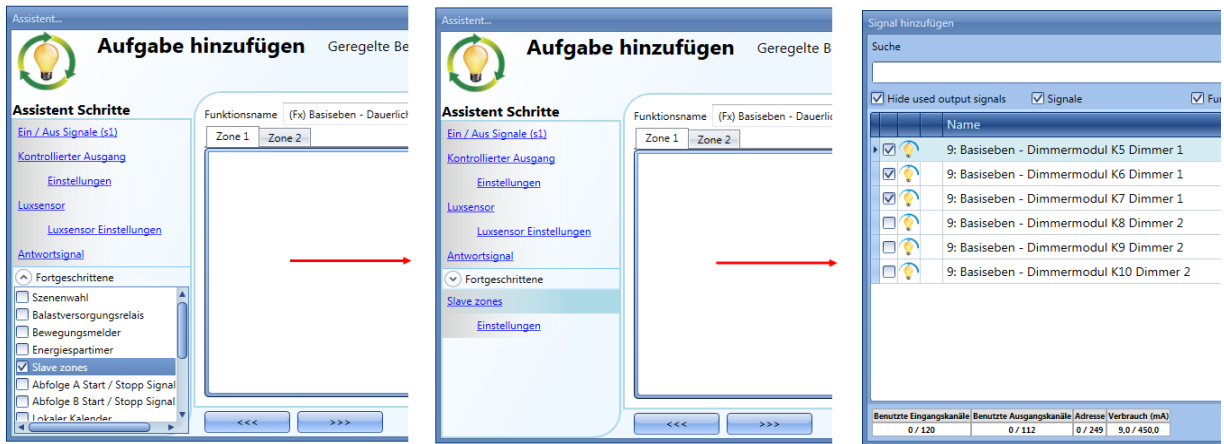 Assistent...
Aufgabe hinzufügen Geregelte Be
Assistent Schritte
Ein / Aus Signale (s1)
Kontrollierter Ausgang
Einstellungen
Luxsensor
Luxsensor Einstellungen
Antwortsignal
Fortgeschrittene
Szenenwahl
Balastversorgungsrelais
Bewegungsmelder
Energiespartimer
Slave zones
Abfolge A Start / Stopp Signal
Abfolge B Start / Stopp Signal
Lokaler Kalender
Funktionsname (Fx) Basiseben - Dauerlich
Zone 1 Zone 2
<<< >>>
Assistent...
Aufgabe hinzufügen Geregelte B
Assistent Schritte
Ein / Aus Signale (s1)
Kontrollierter Ausgang
Einstellungen
Luxsensor
Luxsensor Einstellungen
Antwortsignal
Fortgeschrittene
Slave zones
Einstellungen
Funktionsname (Fx) Basiseben - Dauerlic
Zone 1 Zone 2
<<< >>>
Signal hinzufügen
Suche
Hide used output signals Signale Fun
Name
9: Basiseben - Dimmermodul K5 Dimmer 1
9: Basiseben - Dimmermodul K6 Dimmer 1
9: Basiseben - Dimmermodul K7 Dimmer 1
9: Basiseben - Dimmermodul K8 Dimmer 2
9: Basiseben - Dimmermodul K9 Dimmer 2
9: Basiseben - Dimmermodul K10 Dimmer 2
Benutzte Eingangskanäle Benutzte Ausgangskanäle Adresse Verbrauch (mA)
0 / 120 0 / 112 0 / 249 9,0 / 450,0